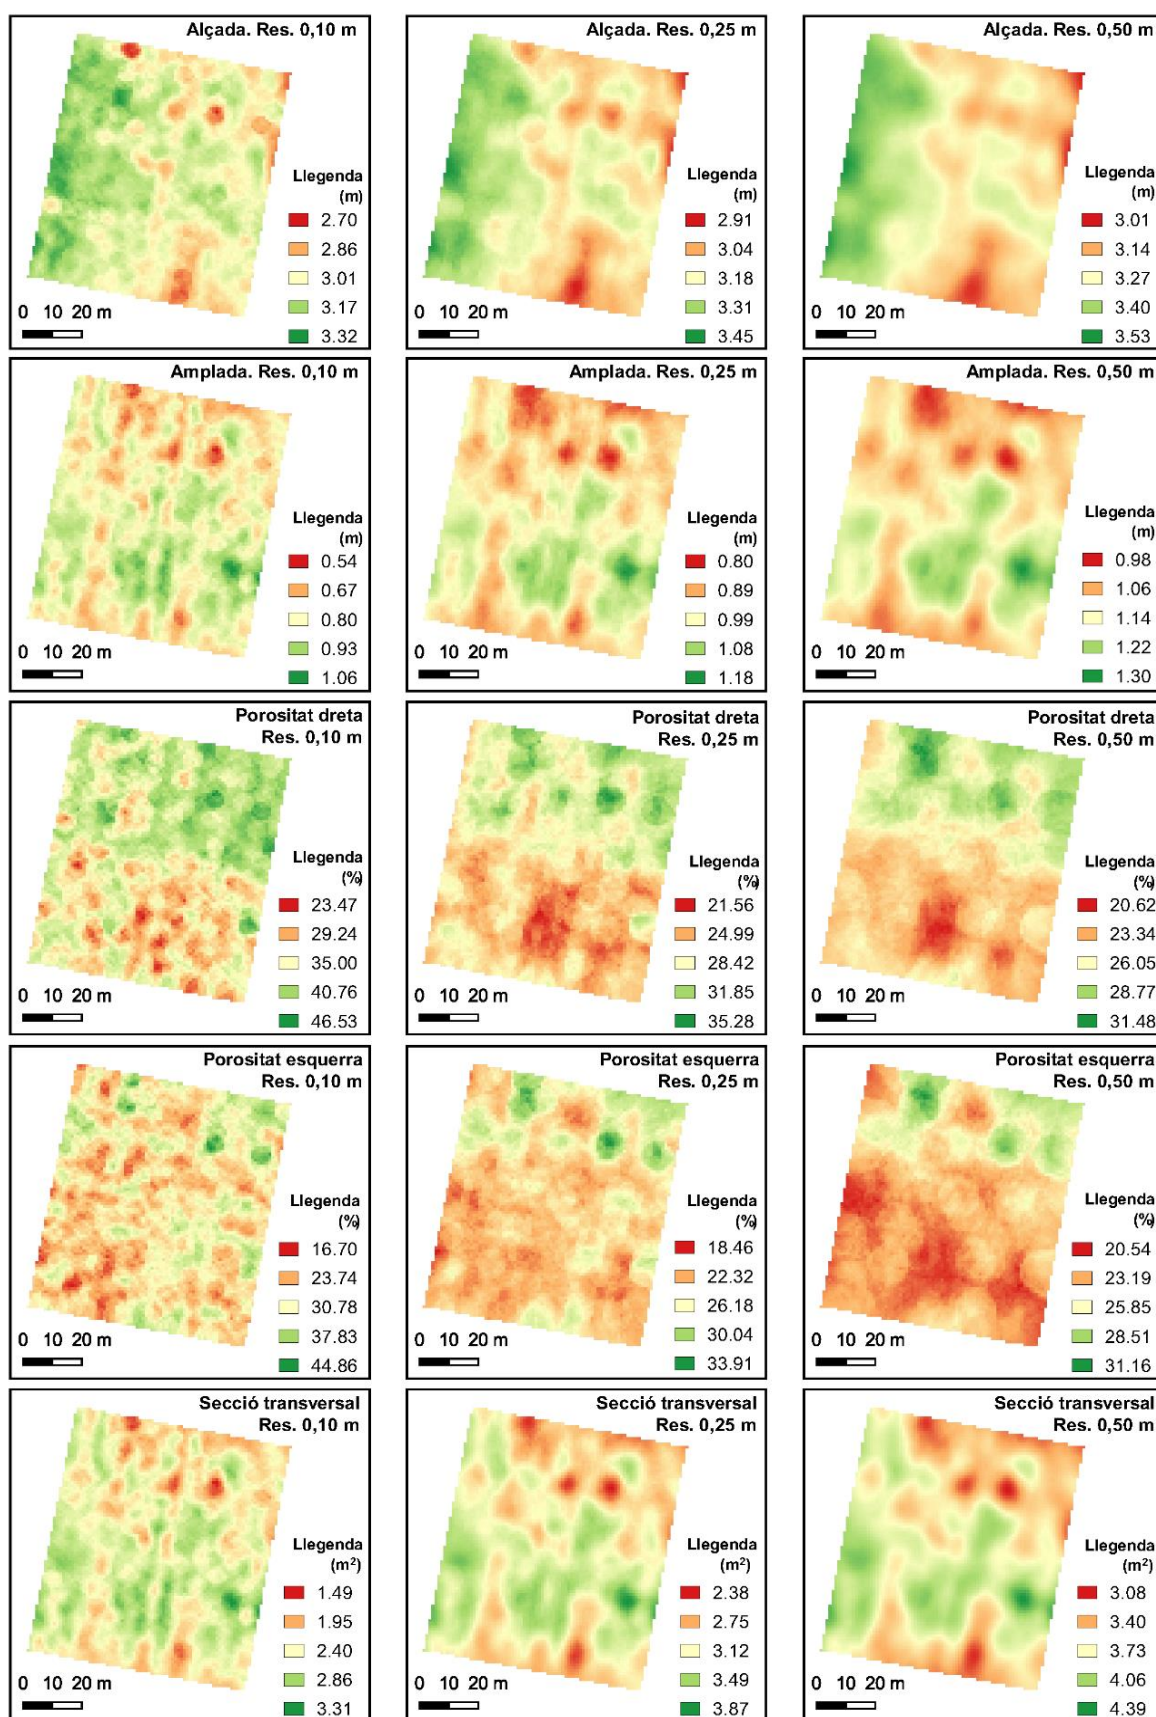 Alçada. Res. 0,10 m
Llegenda
(m)
2.70
2.86
3.01
3.17
3.32
0 10 20 m
Alçada. Res. 0,25 m
Llegenda
(m)
2.91
3.04
3.18
3.31
3.45
0 10 20 m
Alçada. Res. 0,50 m
Llegenda
(m)
3.01
3.14
3.27
3.40
3.53
0 10 20 m
Amplada. Res. 0,10 m
Llegenda
(m)
0.54
0.67
0.80
0.93
1.06
0 10 20 m
Amplada. Res. 0,25 m
Llegenda
(m)
0.80
0.89
0.99
1.08
1.18
0 10 20 m
Amplada. Res. 0,50 m
Llegenda
(m)
0.98
1.06
1.14
1.22
1.30
0 10 20 m
Porositat dreta
Res. 0,10 m
Llegenda
(%)
23.47
29.24
35.00
40.76
46.53
0 10 20 m
Porositat dreta
Res. 0,25 m
Llegenda
(%)
21.56
24.99
28.42
31.85
35.28
0 10 20 m
Porositat dreta
Res. 0,50 m
Llegenda
(%)
20.62
23.34
26.05
28.77
31.48
0 10 20 m
Porositat esquerra
Res. 0,10 m
Llegenda
(%)
16.70
23.74
30.78
37.83
44.86
0 10 20 m
Porositat esquerra
Res. 0,25 m
Llegenda
(%)
18.46
22.32
26.18
30.04
33.91
0 10 20 m
Porositat esquerra
Res. 0,50 m
Llegenda
(%)
20.54
23.19
25.85
28.51
31.16
0 10 20 m
Secció transversal
Res. 0,10 m
Llegenda
(m²)
1.49
1.95
2.40
2.86
3.31
0 10 20 m
Secció transversal
Res. 0,25 m
Llegenda
(m²)
2.38
2.75
3.12
3.49
3.87
0 10 20 m
Secció transversal
Res. 0,50 m
Llegenda
(m²)
3.08
3.40
3.73
4.06
4.39
0 10 20 m